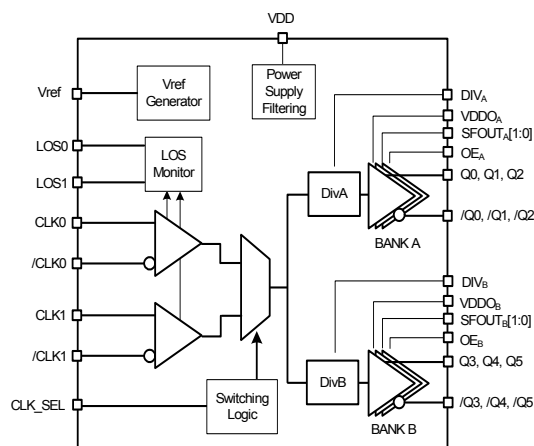 VDD
Vref
Vref
Generator
Power
Supply
Filtering
DIVA
VDDOA
SFOUTA[1:0]
OEA
Q0, Q1, Q2
/Q0, /Q1, /Q2
LOS0
LOS1
LOS
Monitor
CLK0
/CLK0
DivA
BANK A
CLK1
/CLK1
DIVB
VDDOB
SFOUTB[1:0]
OEB
Q3, Q4, Q5
/Q3, /Q4, /Q5
CLK_SEL
Switching
Logic
DivB
BANK B